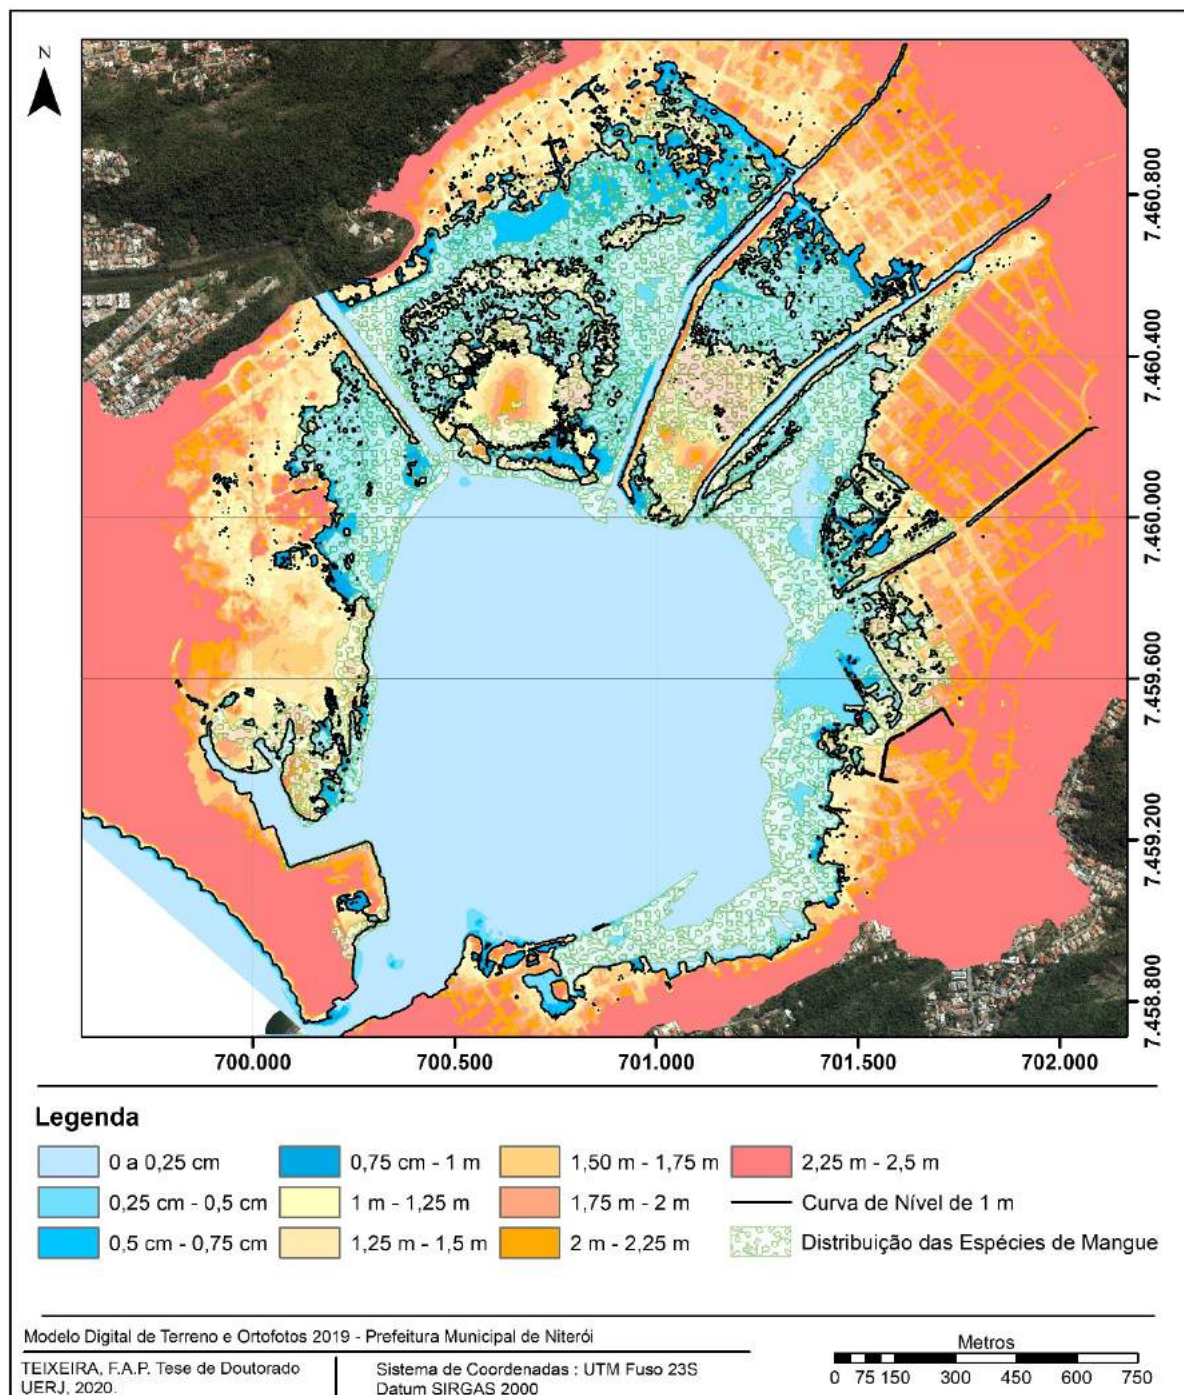 N
7.460.800
7.460.400
7.460.000
7.459.600
7.459.200
7.458.800
700.000 700.500 701.000 701.500 702.000
Legenda
0 a 0,25 cm
0,25 cm - 0,5 cm
0,5 cm - 0,75 cm
0,75 cm - 1 m
1 m - 1,25 m
1,25 m - 1,5 m
1,50 m - 1,75 m
1,75 m - 2 m
2 m - 2,25 m
2,25 m - 2,5 m
Curva de Nível de 1 m
Distribuição das Espécies de Mangue
Modelo Digital de Terreno e Ortofotos 2019 - Prefeitura Municipal de Niterói
TEIXEIRA, F.A.P. Tese de Doutorado
UERJ, 2020.
Sistema de Coordenadas : UTM Fuso 23S
Datum SIRGAS 2000
Metros
0 75 150 300 450 600 750